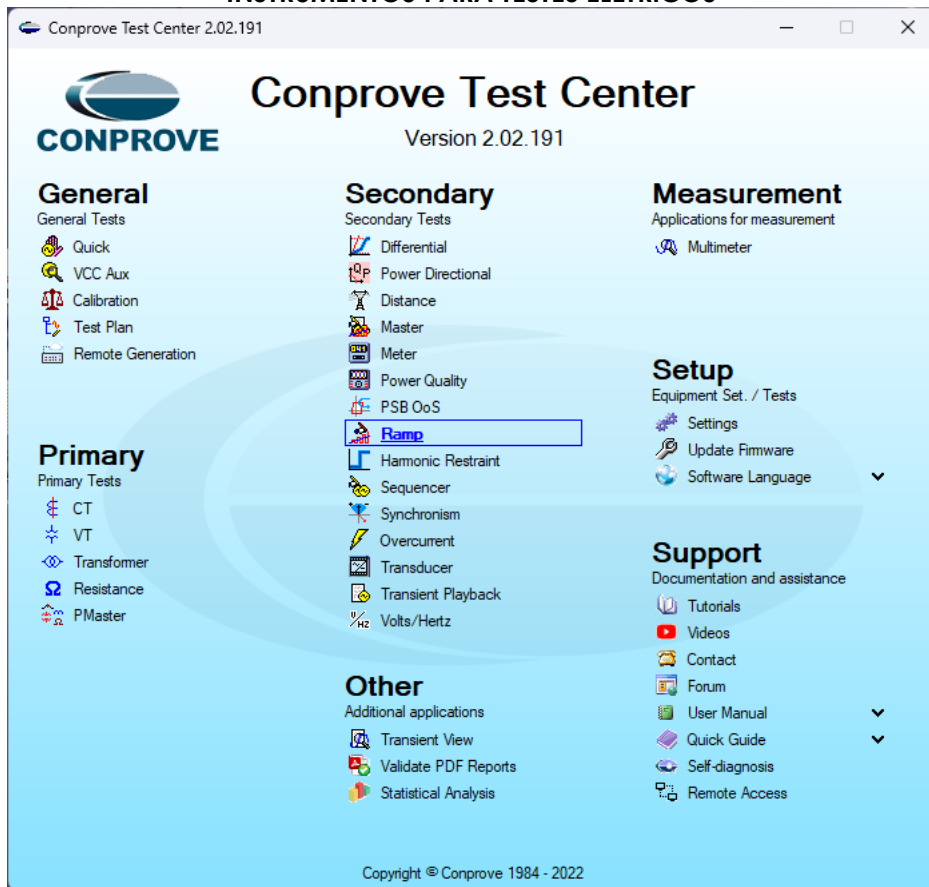 INSTRUMENTOS PARA TESTES ELÉTRICOS
Conprove Test Center 2.02.191
CONPROVE
Conprove Test Center
Version 2.02.191
General
General Tests
Quick
VCC Aux
Calibration
Test Plan
Remote Generation
Primary
Primary Tests
CT
VT
Transformer
Resistance
PMaster
Secondary
Secondary Tests
Differential
Power Directional
Distance
Master
Meter
Power Quality
PSB OoS
Ramp
Harmonic Restraint
Sequencer
Synchronism
Overcurrent
Transducer
Transient Playback
Volts/Hertz
Other
Additional applications
Transient View
Validate PDF Reports
Statistical Analysis
Measurement
Applications for measurement
Multimeter
Setup
Equipment Set. / Tests
Settings
Update Firmware
Software Language
Support
Documentation and assistance
Tutorials
Videos
Contact
Forum
User Manual
Quick Guide
Self-diagnosis
Remote Access
Copyright © Conprove 1984 - 2022